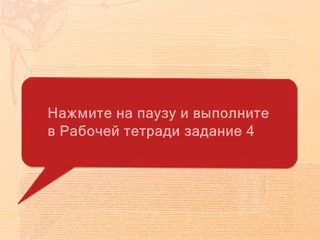 Нажмите на паузу и выполните
в Рабочей тетради задание 4